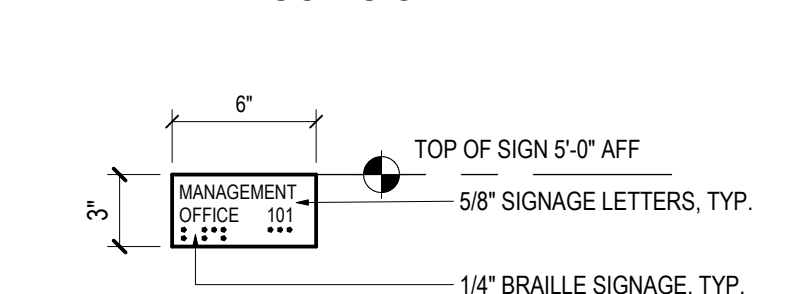 6"
TOP OF SIGN 5'-0" AFF
3"
MANAGEMENT
OFFICE 101
5/8" SIGNAGE LETTERS, TYP.
1/4" BRAILLE SIGNAGE, TYP.